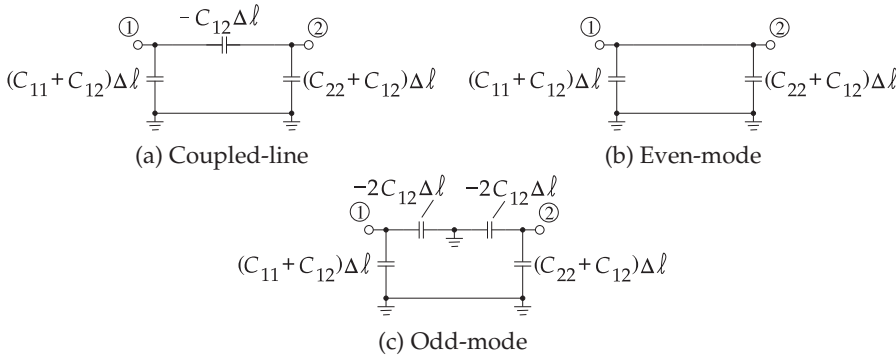 ① − C₁₂Δℓ ②
(C₁₁ + C₁₂)Δℓ (C₂₂ + C₁₂)Δℓ
(a) Coupled-line
① ②
(C₁₁ + C₁₂)Δℓ (C₂₂ + C₁₂)Δℓ
(b) Even-mode
−2C₁₂Δℓ −2C₁₂Δℓ
① ②
(C₁₁ + C₁₂)Δℓ (C₂₂ + C₁₂)Δℓ
(c) Odd-mode